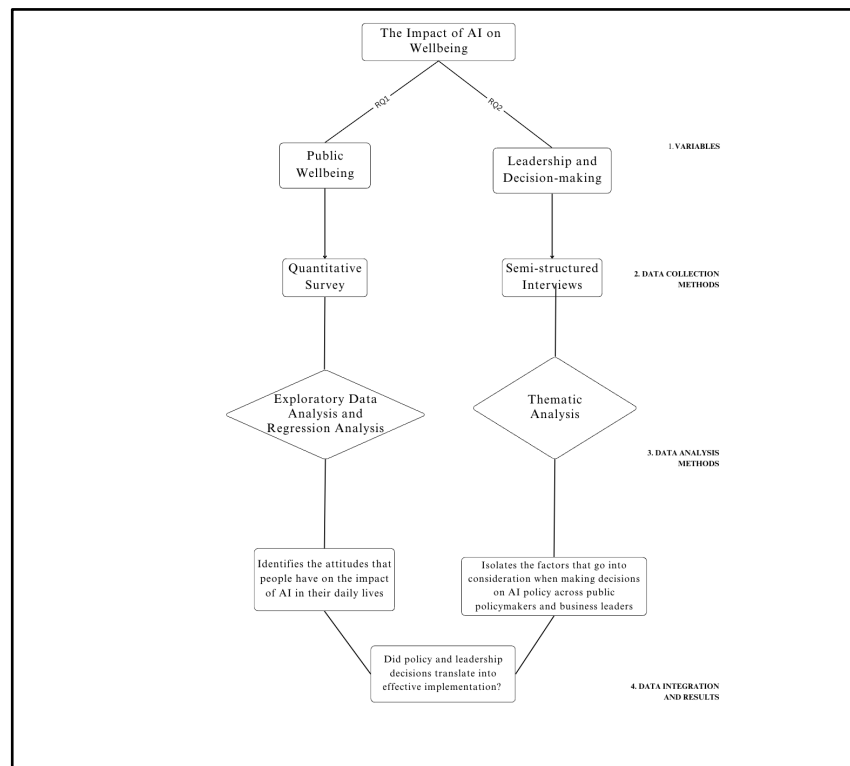 The Impact of AI on
Wellbeing
RQ1
RQ2
1. VARIABLES
Public
Wellbeing
Leadership and
Decision-making
Quantitative
Survey
Semi-structured
Interviews
2. DATA COLLECTION
METHODS
Exploratory Data
Analysis and
Regression Analysis
Thematic
Analysis
3. DATA ANALYSIS
METHODS
Identifies the attitudes that
people have on the impact
of AI in their daily lives
Isolates the factors that go into
consideration when making decisions
on AI policy across public
policymakers and business leaders
Did policy and leadership
decisions translate into
effective implementation?
4. DATA INTEGRATION
AND RESULTS